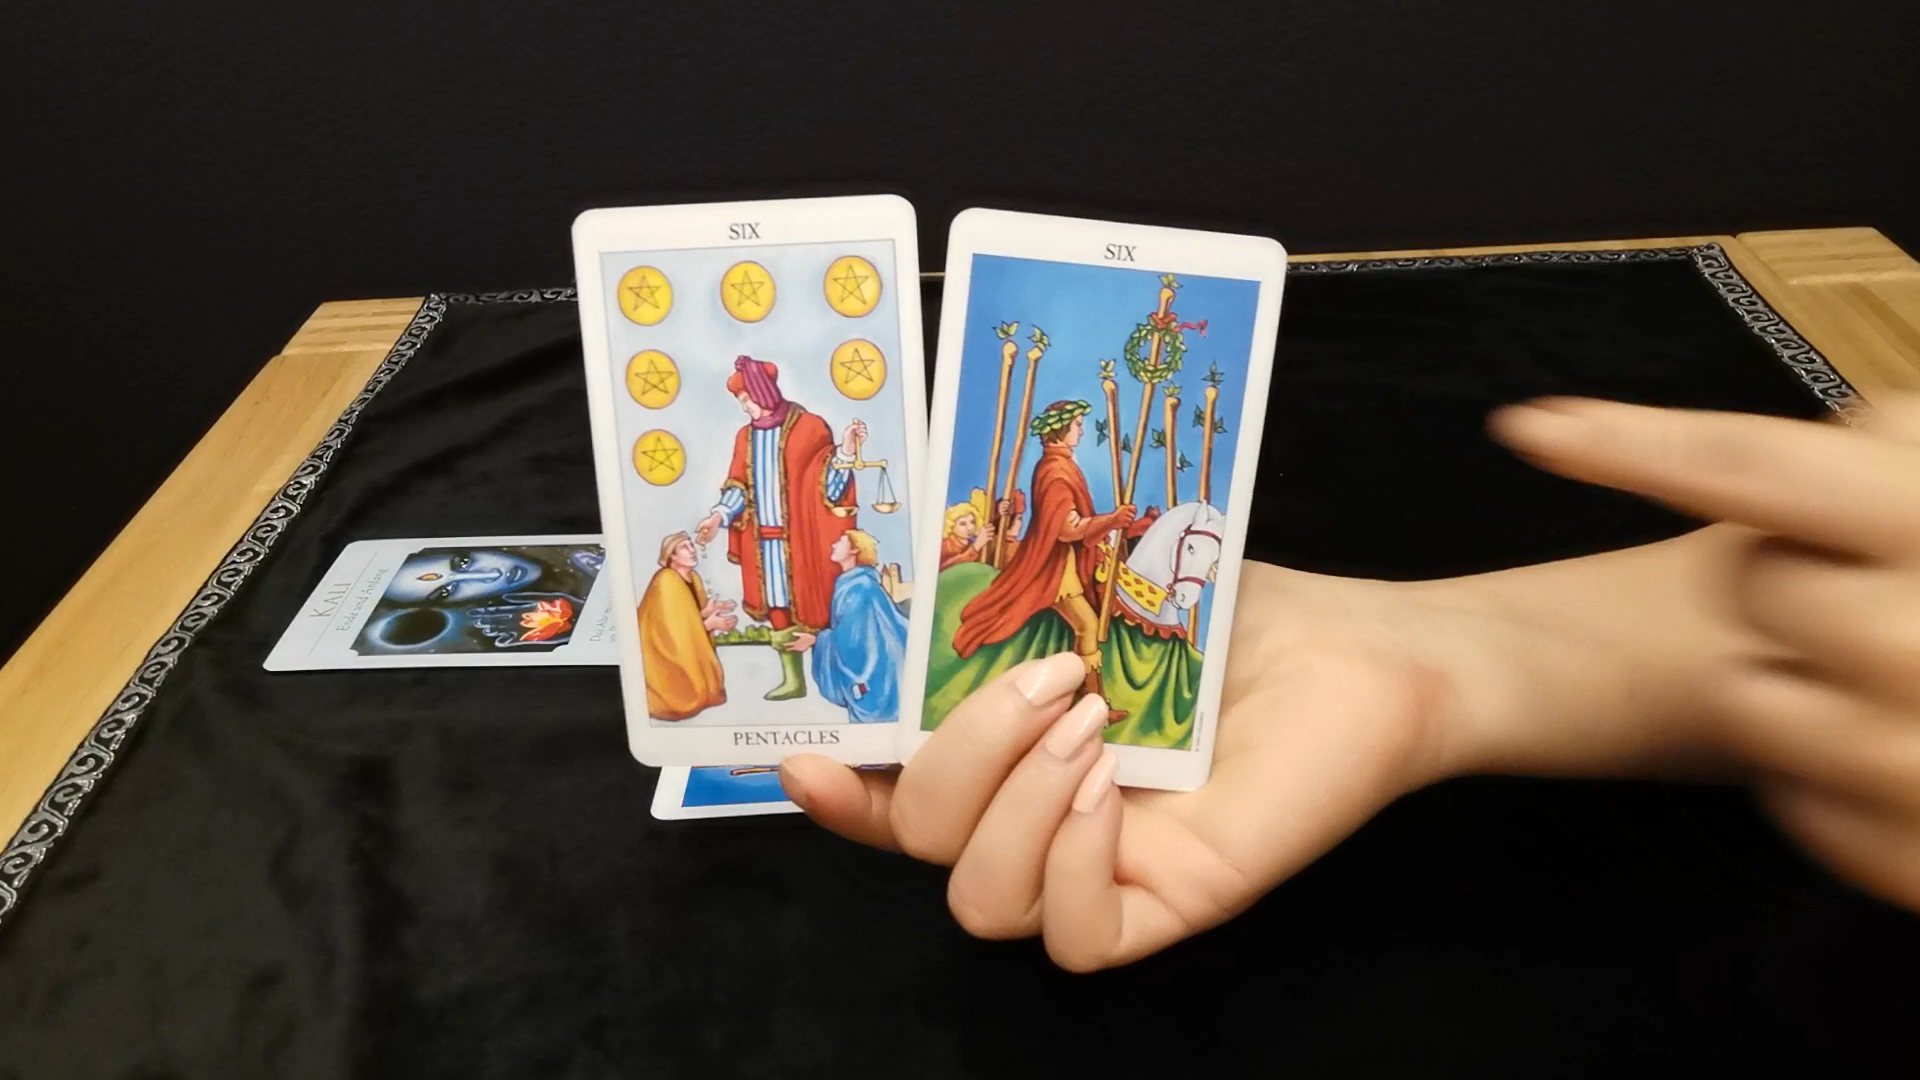 SIX
PENTACLES
SIX
KALI
Ende und Anfang